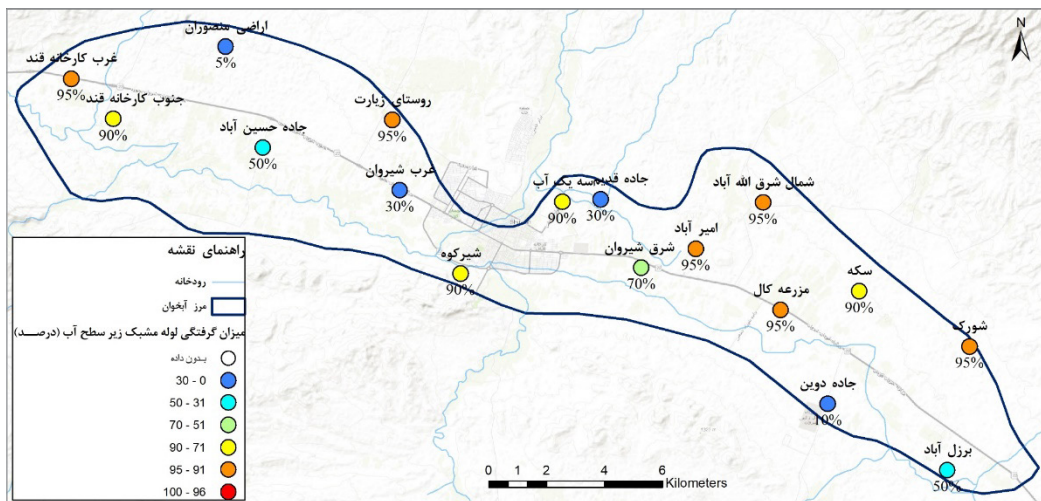 N
اراضی منصوران
5%
غرب کارخانه قند
95%
جنوب کارخانه قند
90%
روستای زیارت
95%
جاده حسین آباد
50%
غرب شیروان
30%
سه یک آب
90%
جاده قدیم
30%
شمال شرق الله آباد
95%
امیر آباد
95%
شرق شیروان
70%
شیرکوه
90%
سکه
90%
مزرعه کال
95%
شورک
95%
جاده دوین
10%
برزل آباد
50%
راهنمای نقشه
رودخانه
مرز آبخوان
میزان گرفتگی لوله مشبک زیر سطح آب (درصــد)
بـدون داده
30 - 0
50 - 31
70 - 51
90 - 71
95 - 91
100 - 96
0 1 2 4 6
Kilometers